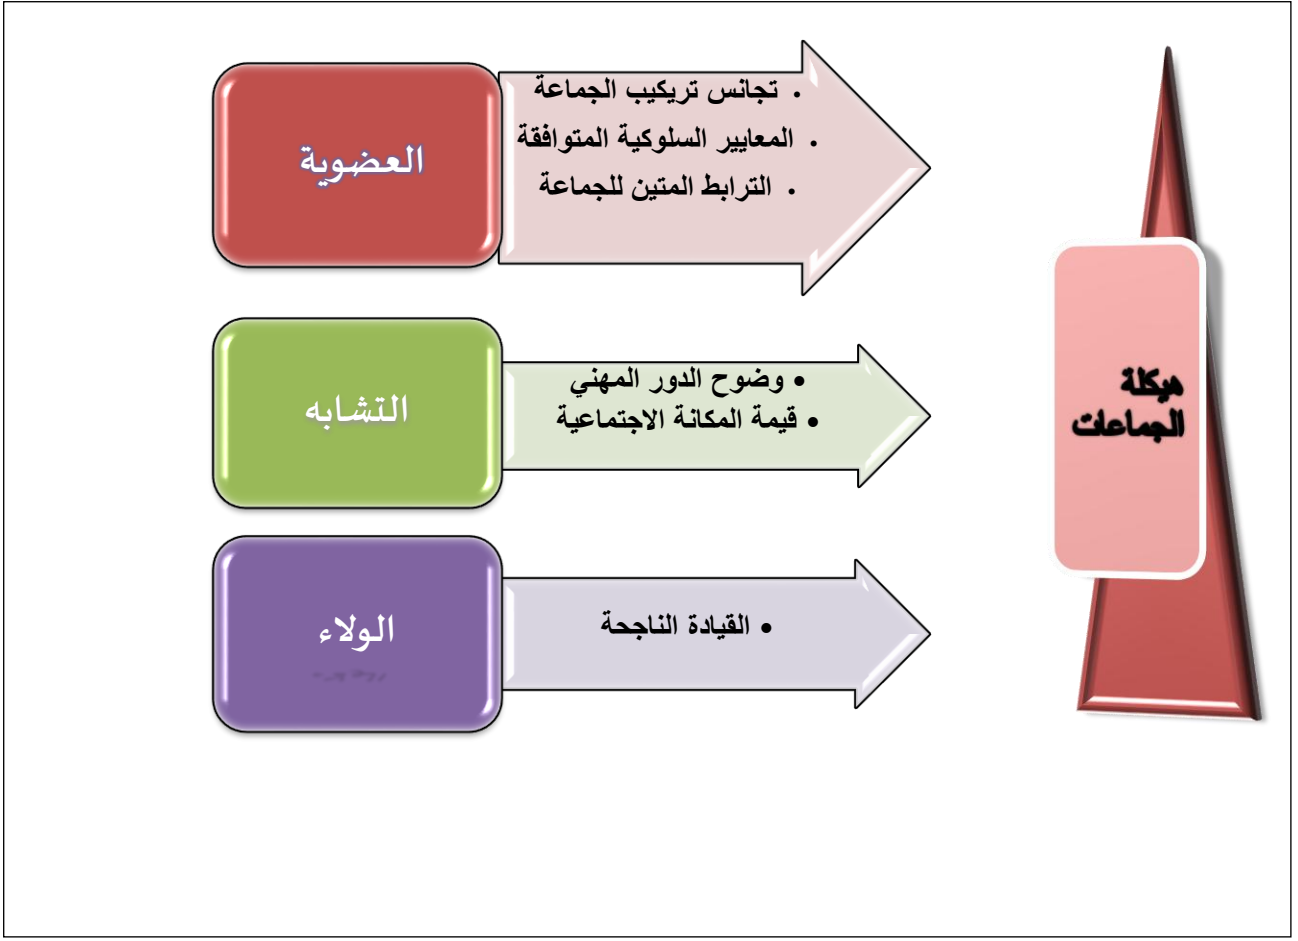 هيكلة
الجماعات
العضوية
• تجانس تريكيب الجماعة
• المعايير السلوكية المتوافقة
• الترابط المتين للجماعة
التشابه
• وضوح الدور المهني
• قيمة المكانة الاجتماعية
الولاء
• القيادة الناجحة